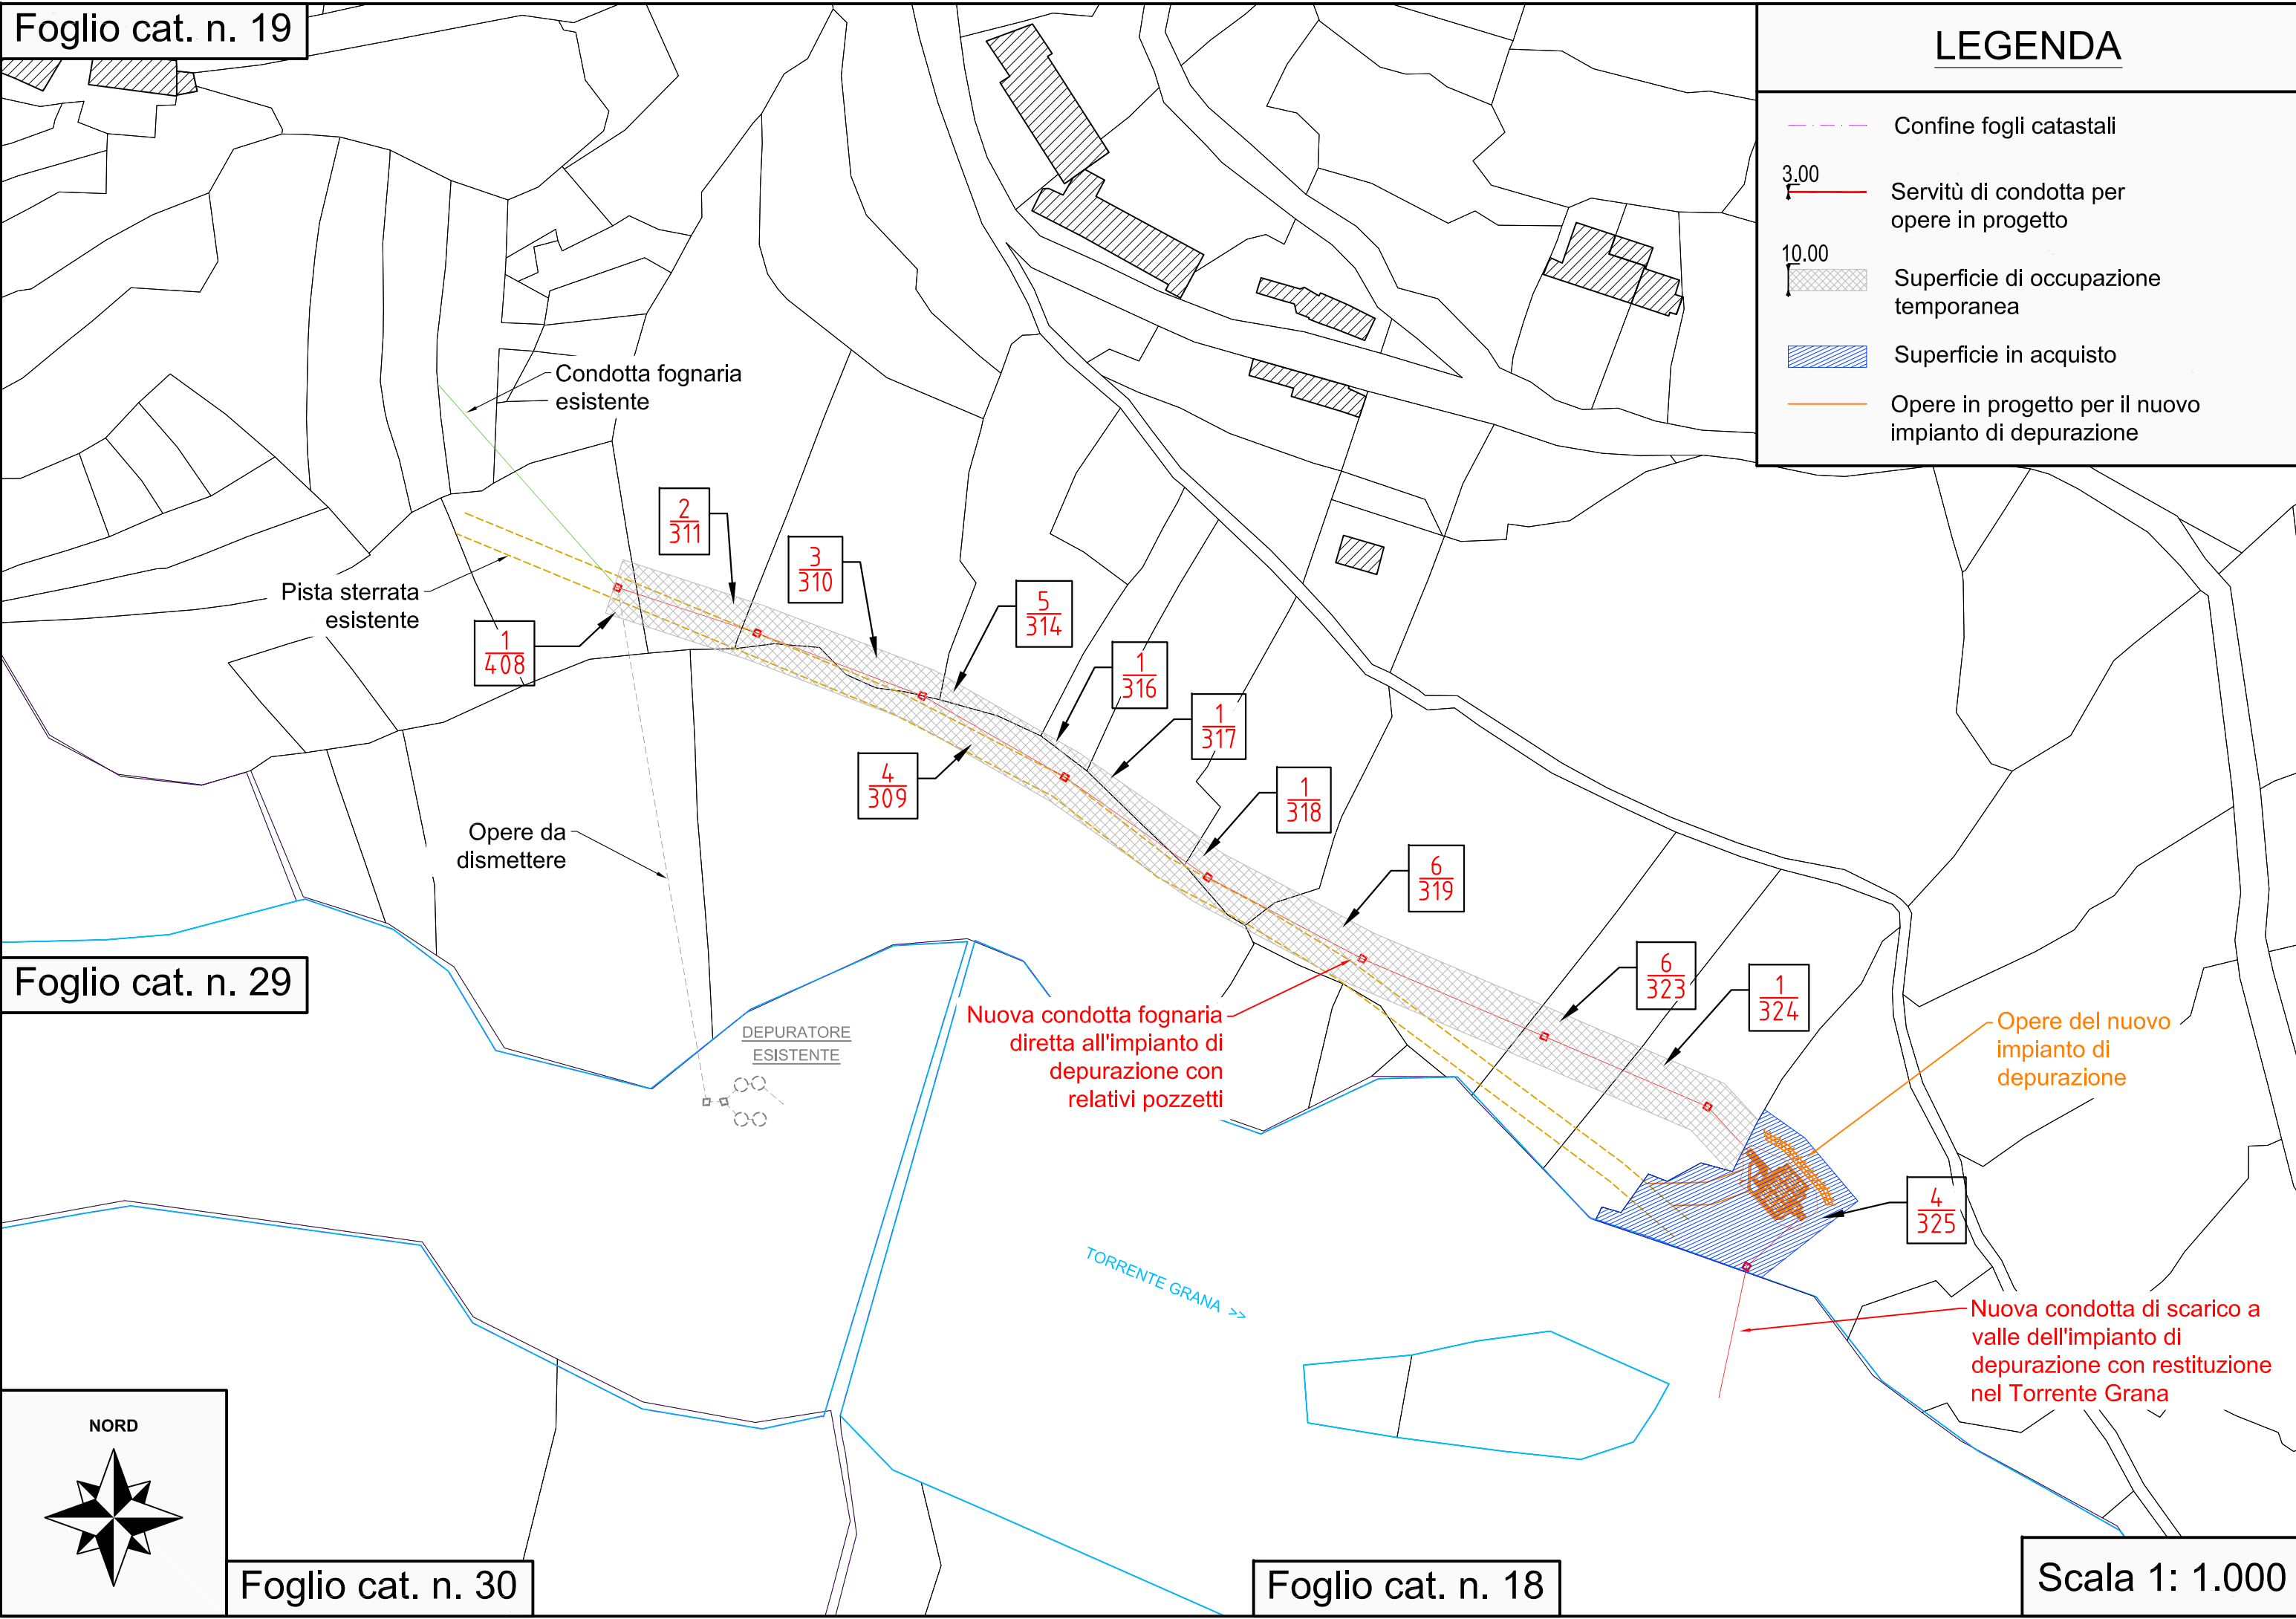 Foglio cat. n. 19
LEGENDA
Confine fogli catastali
3.00
Servitù di condotta per
opere in progetto
10.00
Superficie di occupazione
temporanea
Superficie in acquisto
Opere in progetto per il nuovo
impianto di depurazione
Condotta fognaria
esistente
2
311
3
310
Pista sterrata
esistente
5
314
1
408
1
316
1
317
4
309
1
318
Opere da
dismettere
6
319
6
323
1
324
Foglio cat. n. 29
DEPURATORE
ESISTENTE
Nuova condotta fognaria
diretta all'impianto di
depurazione con
relativi pozzetti
Opere del nuovo
impianto di
depurazione
4
325
TORRENTE GRANA >>
Nuova condotta di scarico a
valle dell'impianto di
depurazione con restituzione
nel Torrente Grana
NORD
Foglio cat. n. 30
Foglio cat. n. 18
Scala 1: 1.000